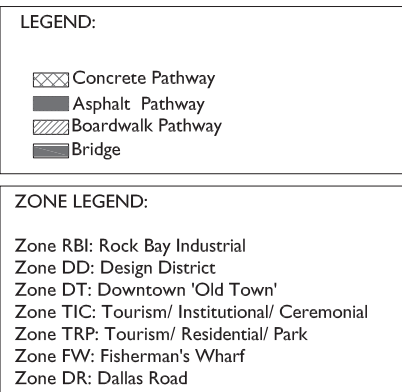 LEGEND:
Concrete Pathway
Asphalt Pathway
Boardwalk Pathway
Bridge
ZONE LEGEND:
Zone RBI: Rock Bay Industrial
Zone DD: Design District
Zone DT: Downtown 'Old Town'
Zone TIC: Tourism/ Institutional/ Ceremonial
Zone TRP: Tourism/ Residential/ Park
Zone FW: Fisherman's Wharf
Zone DR: Dallas Road